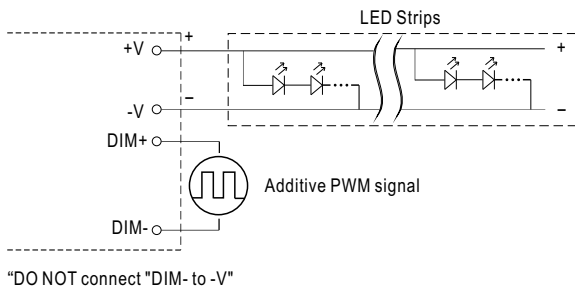 LED Strips
+V + +
-V – –
DIM+
Additive PWM signal
DIM-
“DO NOT connect "DIM- to -V"